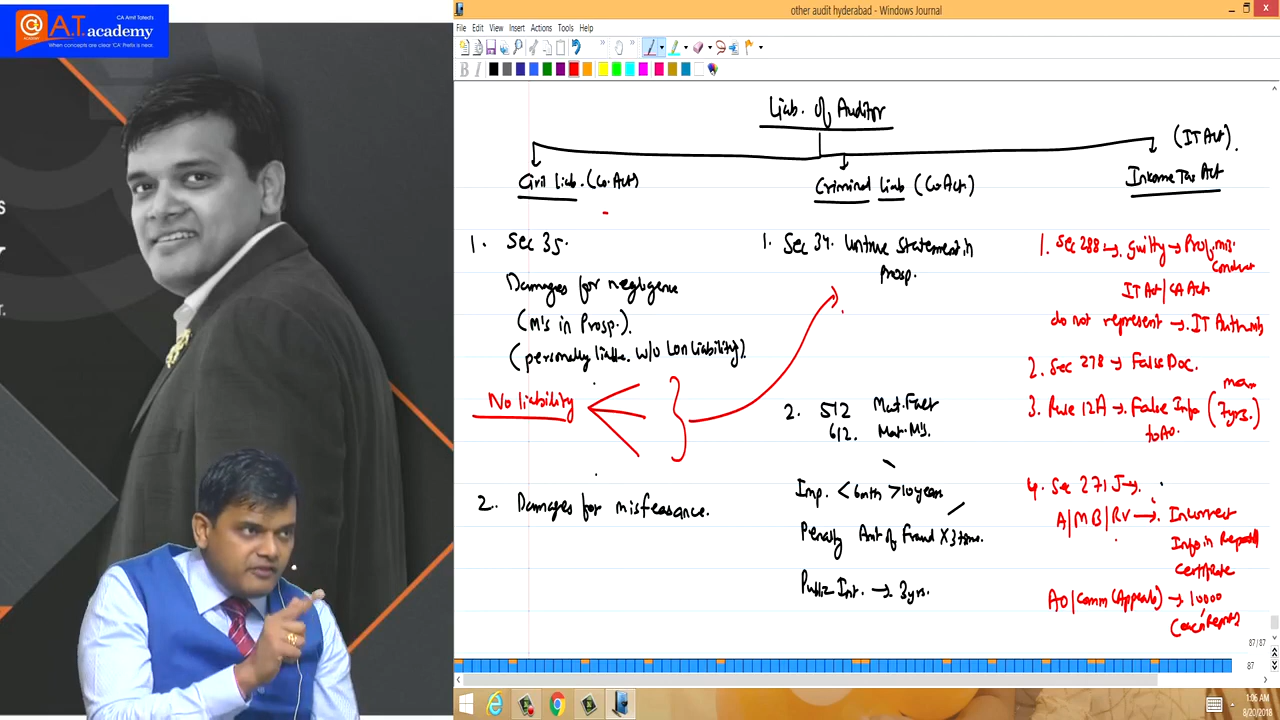 CA Amit Tated's
A.T.academy
ACADEMY
When concepts are clear 'CA' Prefix is near.
other audit hyderabad - Windows Journal
File Edit View Insert Actions Tools Help
B I
Liab. Of Auditor
Civil Liab. (Co. Act)
Criminal Liab (Co Act)
(IT Act).
Income Tax Act
1. Sec 35.
Damages for negligence
(M's in Prosp.).
(personally liable. w/o Lon liability).
No liability
2. Damages for misfeasance.
1. Sec 34. Untrue Statement in
Prosp.
2. 512 Mat. Fact
612. Mat. M's.
Imp. < 6mth > 10 years
Penalty Amt of Fraud X 3 times.
Public Int. → 3yrs.
1. Sec 288 → guilty → Prof. mis.
conduct
IT Act / CA Act
do not represent → IT Authorities
2. Sec 278 → False Doc.
3. Rule 12A → False Info (max
7yrs.)
to AO.
4. Sec 271 J →
A/MB/RV → Incorrect
Info in Report/
Certificate
AO/Comm (Appeals) → 10000
(each Report)
87/87
87
1:06 AM
8/20/2018